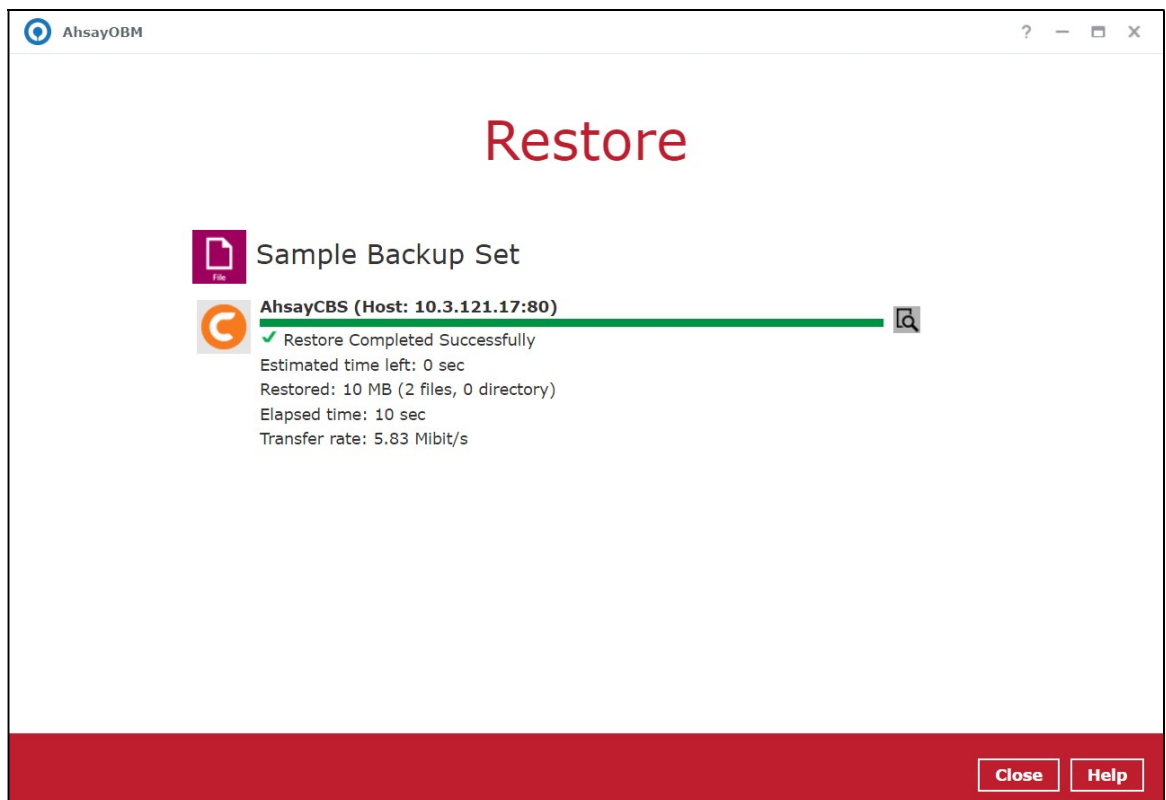 AhsayOBM
?
Restore
Sample Backup Set
File
AhsayCBS (Host: 10.3.121.17:80)
Restore Completed Successfully
Estimated time left: 0 sec
Restored: 10 MB (2 files, 0 directory)
Elapsed time: 10 sec
Transfer rate: 5.83 Mibit/s
Close Help